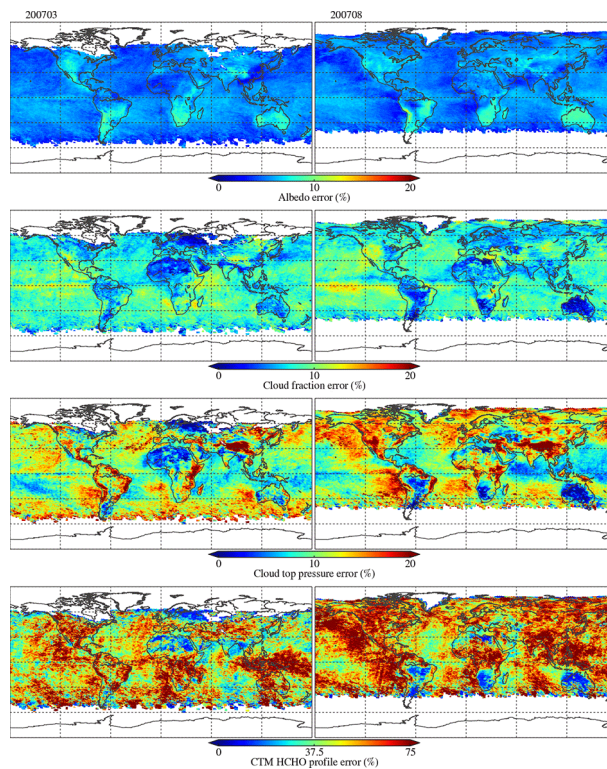 200703 200708
0 10 20
Albedo error (%)
0 10 20
Cloud fraction error (%)
0 10 20
Cloud top pressure error (%)
0 37.5 75
CTM HCHO profile error (%)